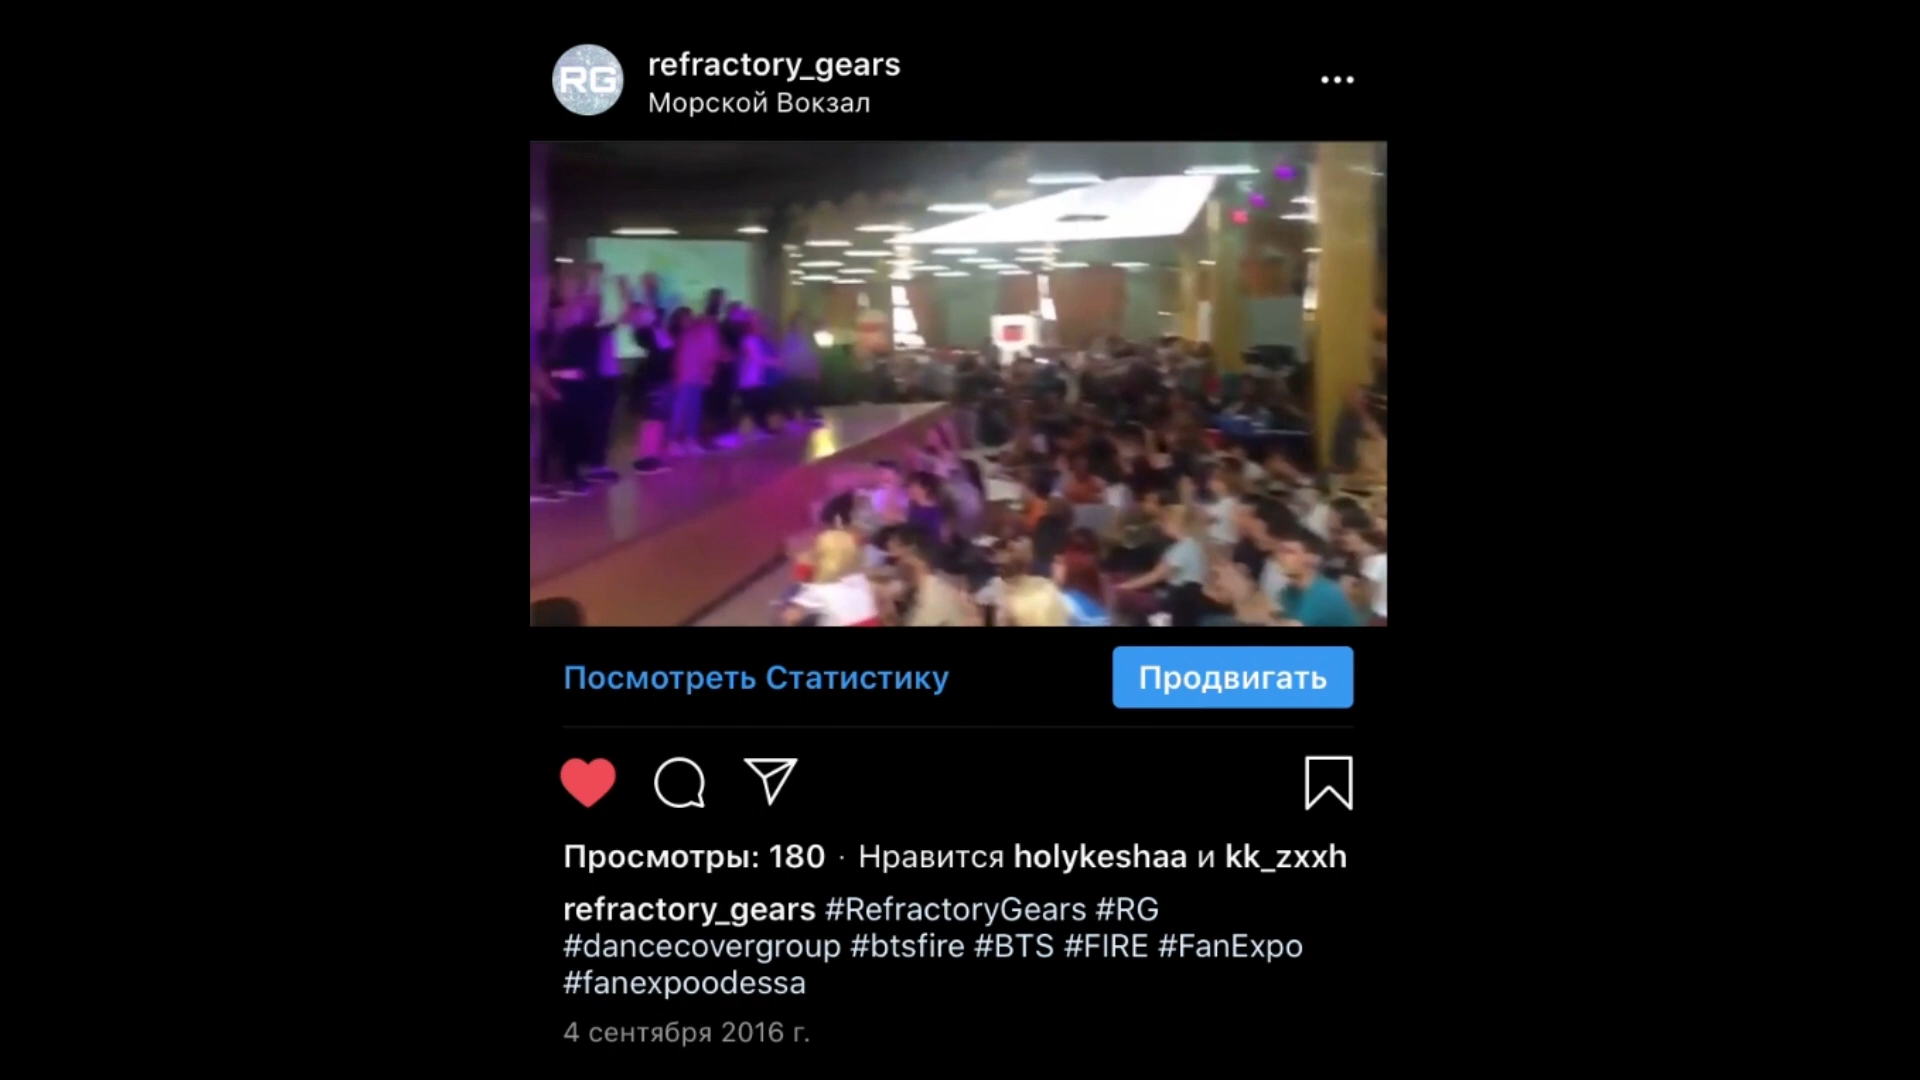 RG
refractory_gears
Морской Вокзал
Посмотреть Статистику
Продвигать
Просмотры: 180 · Нравится holykeshaa и kk_zxxh
refractory_gears #RefractoryGears #RG
#dancecovergroup #btsfire #BTS #FIRE #FanExpo
#fanexpoodessa
4 сентября 2016 г.